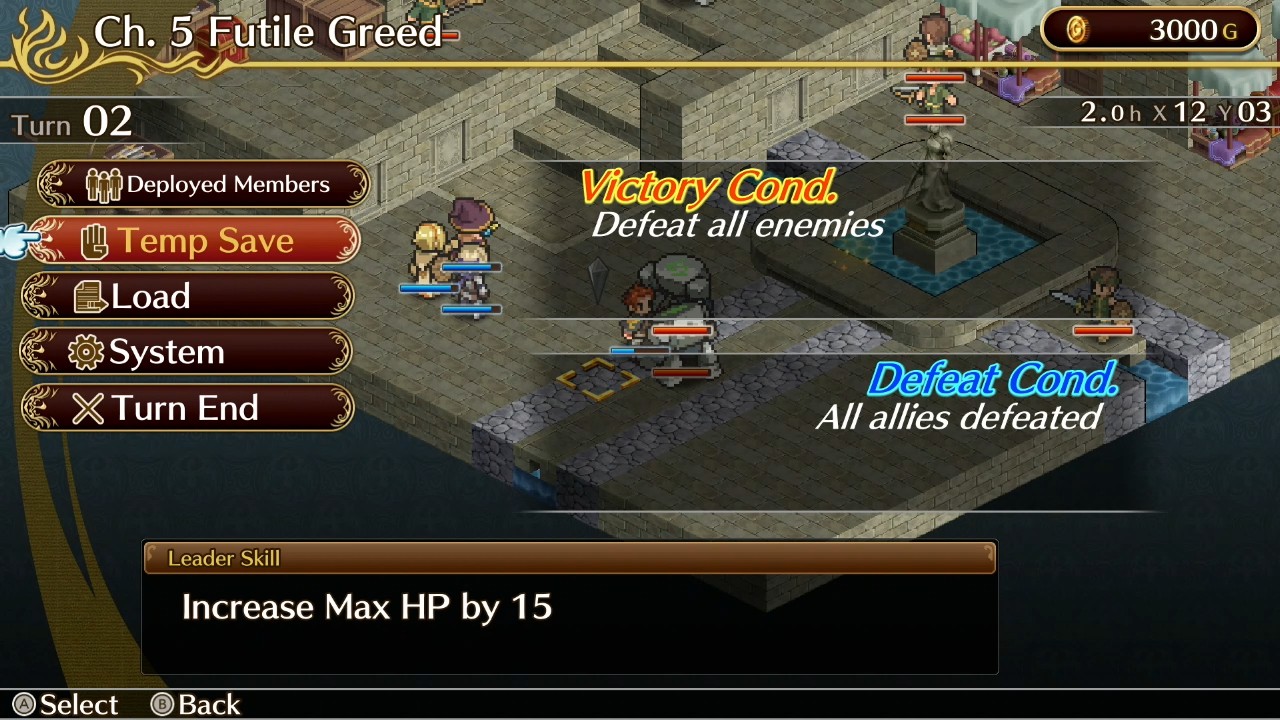 Ch. 5 Futile Greed
3000 G
Turn 02
2.0h X 12 Y 03
Deployed Members
Temp Save
Load
System
Turn End
Victory Cond.
Defeat all enemies
Defeat Cond.
All allies defeated
Leader Skill
Increase Max HP by 15
A Select B Back